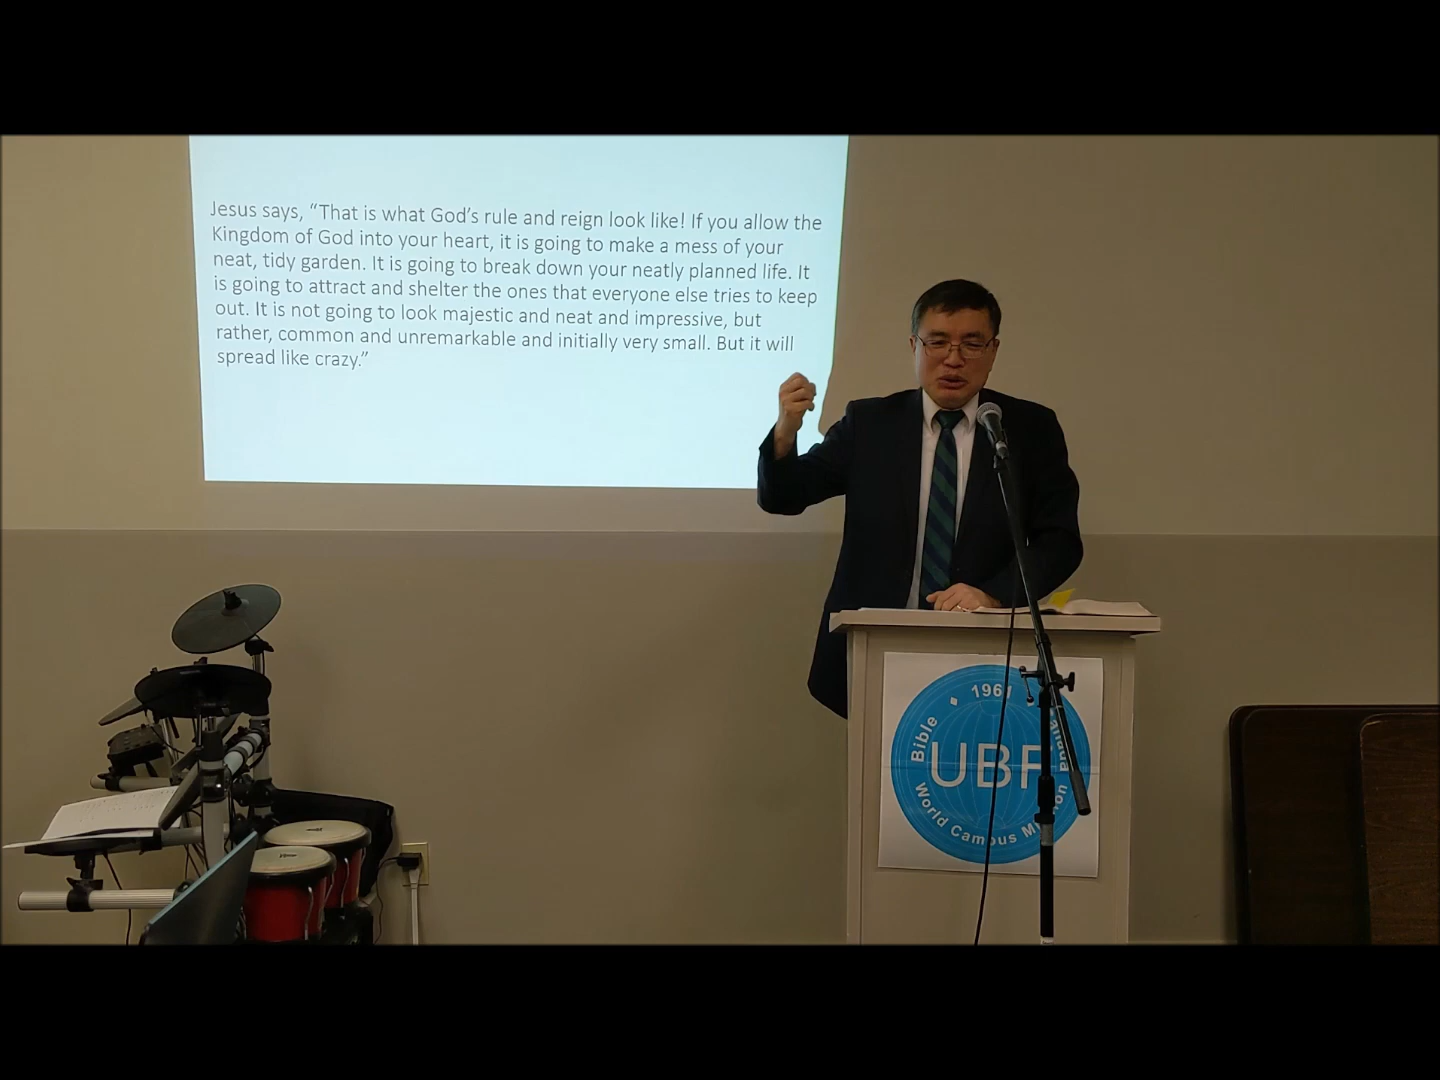 Jesus says, “That is what God’s rule and reign look like! If you allow the
Kingdom of God into your heart, it is going to make a mess of your
neat, tidy garden. It is going to break down your neatly planned life. It
is going to attract and shelter the ones that everyone else tries to keep
out. It is not going to look majestic and neat and impressive, but
rather, common and unremarkable and initially very small. But it will
spread like crazy.”
1961
Bible
UBF
World Campus